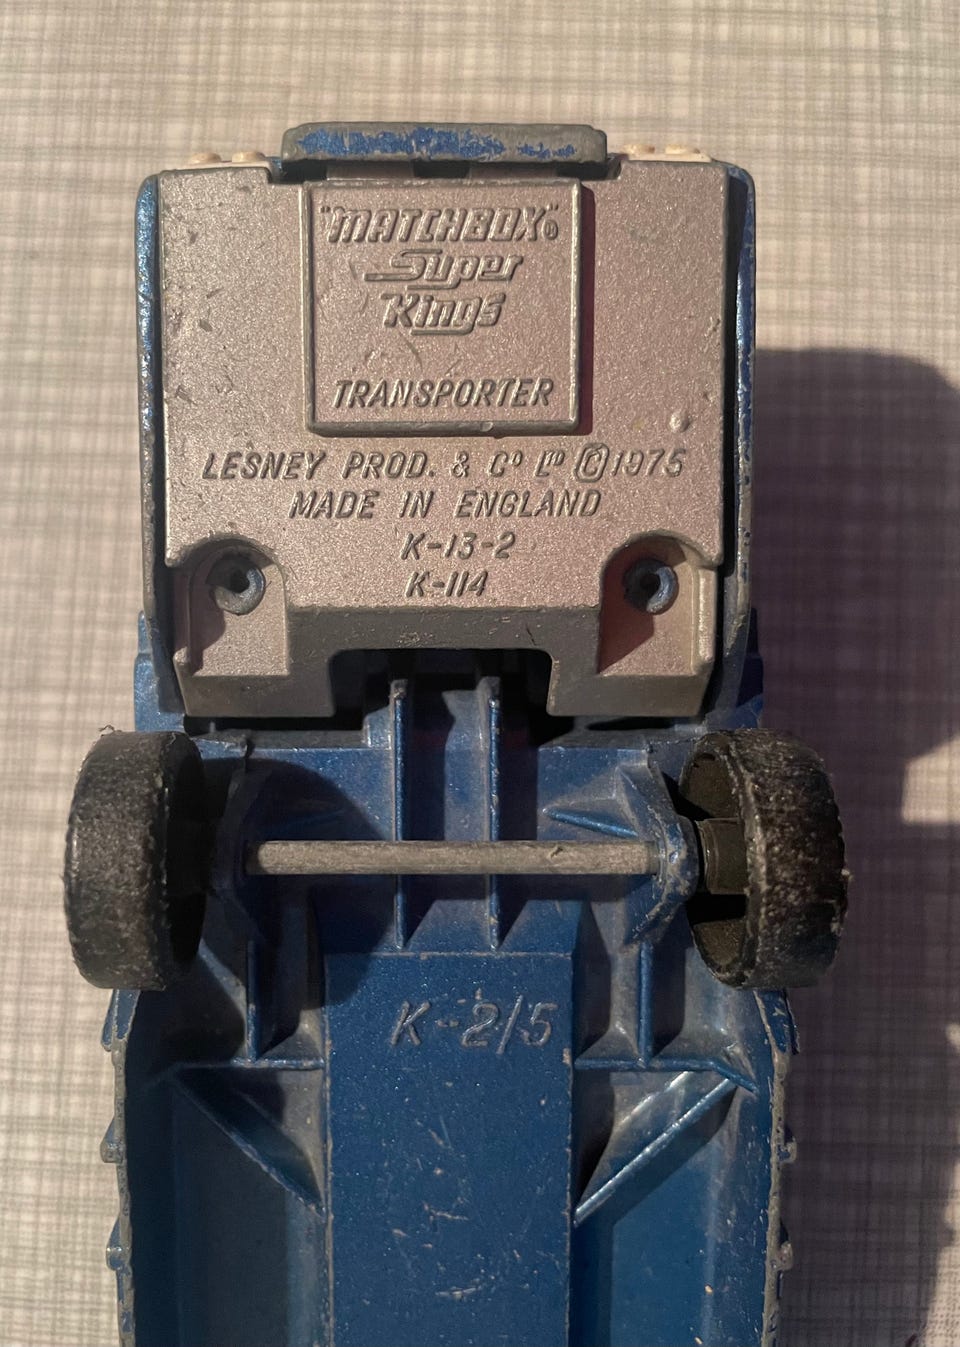 "MATCHBOX"®
Super
Kings
TRANSPORTER
LESNEY PROD. & Cº Lᵀᴰ © 1975
MADE IN ENGLAND
K-13-2
K-114
K-2/5